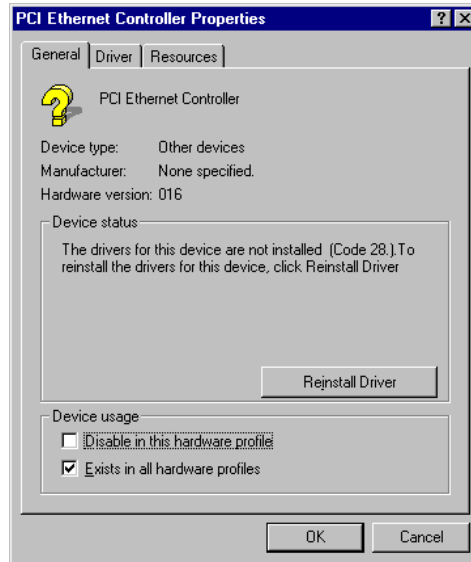 PCI Ethernet Controller Properties
General Driver Resources
PCI Ethernet Controller
Device type: Other devices
Manufacturer: None specified.
Hardware version: 016
Device status
The drivers for this device are not installed (Code 28.).To
reinstall the drivers for this device, click Reinstall Driver
Reinstall Driver
Device usage
Disable in this hardware profile
Exists in all hardware profiles
OK Cancel